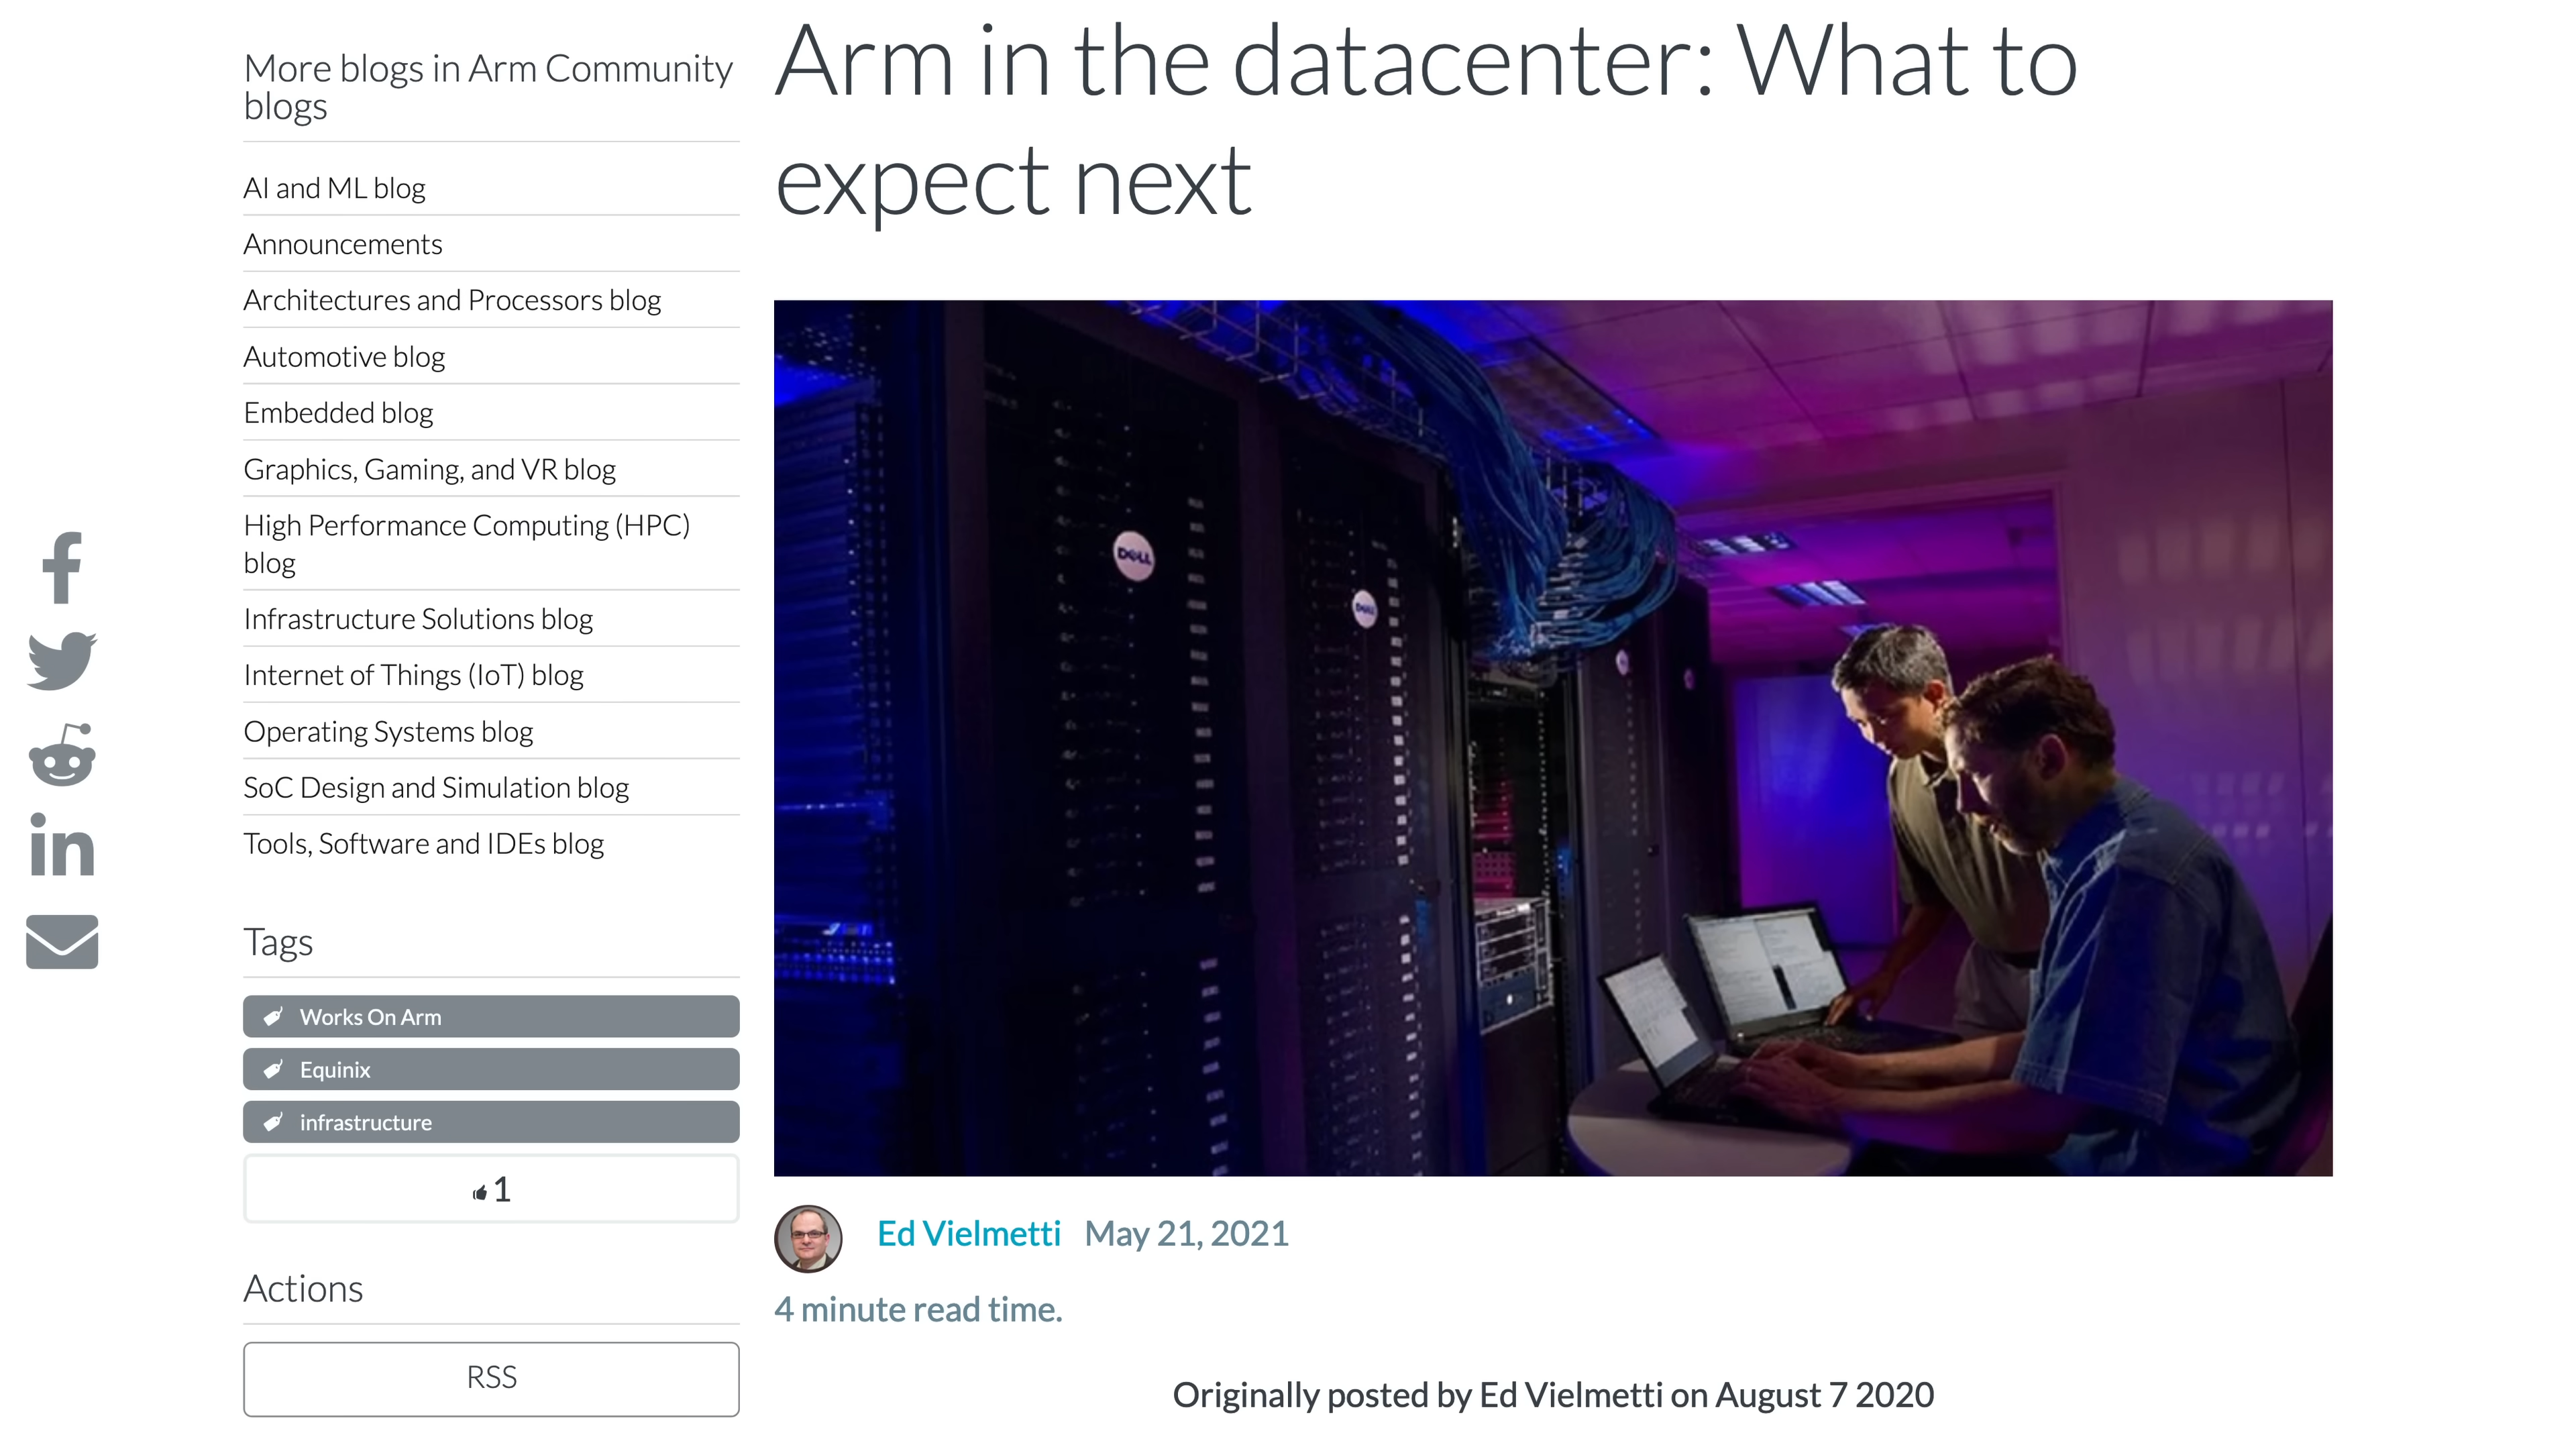 More blogs in Arm Community
blogs
AI and ML blog
Announcements
Architectures and Processors blog
Automotive blog
Embedded blog
Graphics, Gaming, and VR blog
High Performance Computing (HPC)
blog
Infrastructure Solutions blog
Internet of Things (IoT) blog
Operating Systems blog
SoC Design and Simulation blog
Tools, Software and IDEs blog
Tags
Works On Arm
Equinix
infrastructure
1
Actions
RSS
Arm in the datacenter: What to
expect next
DELL
DELL
Ed Vielmetti May 21, 2021
4 minute read time.
Originally posted by Ed Vielmetti on August 7 2020